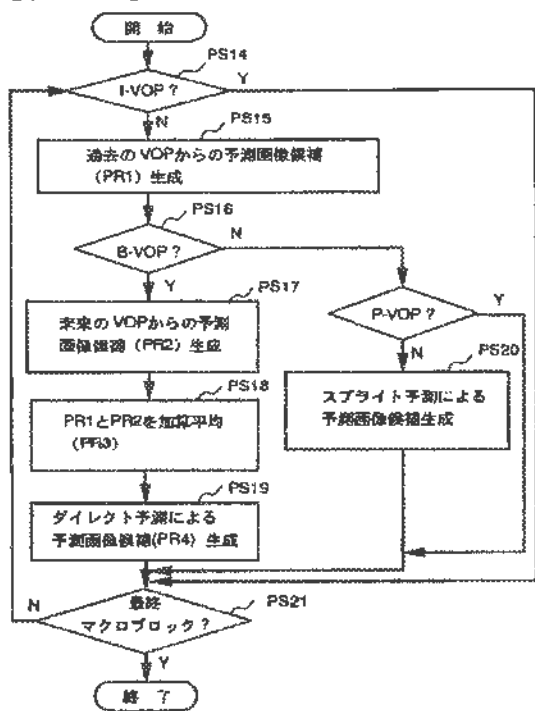 開 始
PS14
I-VOP ?
Y
N
PS15
過去の VOPからの予測画像候補
(PR1) 生成
PS16
B-VOP ?
N
Y
PS17
P-VOP ?
Y
未来の VOPからの予測
画像候補 (PR2) 生成
N
PS20
PS18
スプライト予測による
予測画像候補生成
PR1とPR2を加算平均
(PR3)
PS19
ダイレクト予測による
予測画像候補(PR4) 生成
N
最終
マクロブロック ?
PS21
Y
終 了